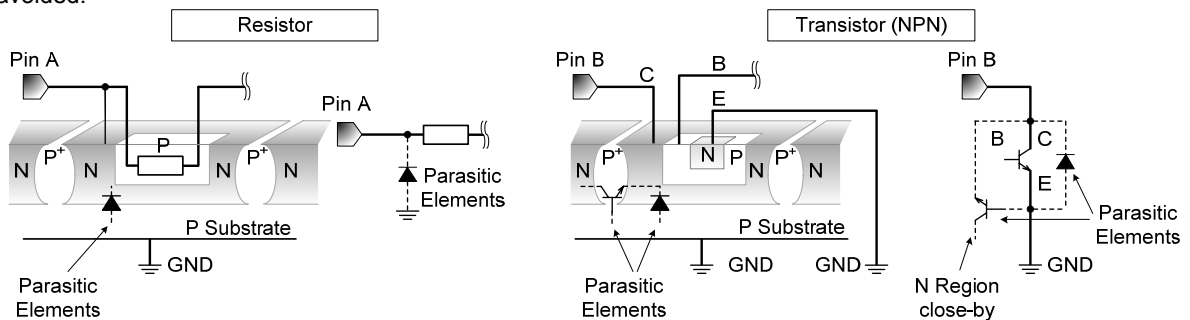 avoided.
Resistor
Transistor (NPN)
Pin A
Pin A
N
P+
N
P
N
P+
N
Parasitic
Elements
P Substrate
GND
Parasitic
Elements
Pin B
C
B
E
N
P+
N
N
P
N
P+
N
P Substrate
GND
GND
Parasitic
Elements
Pin B
B
C
E
Parasitic
Elements
GND
N Region
close-by